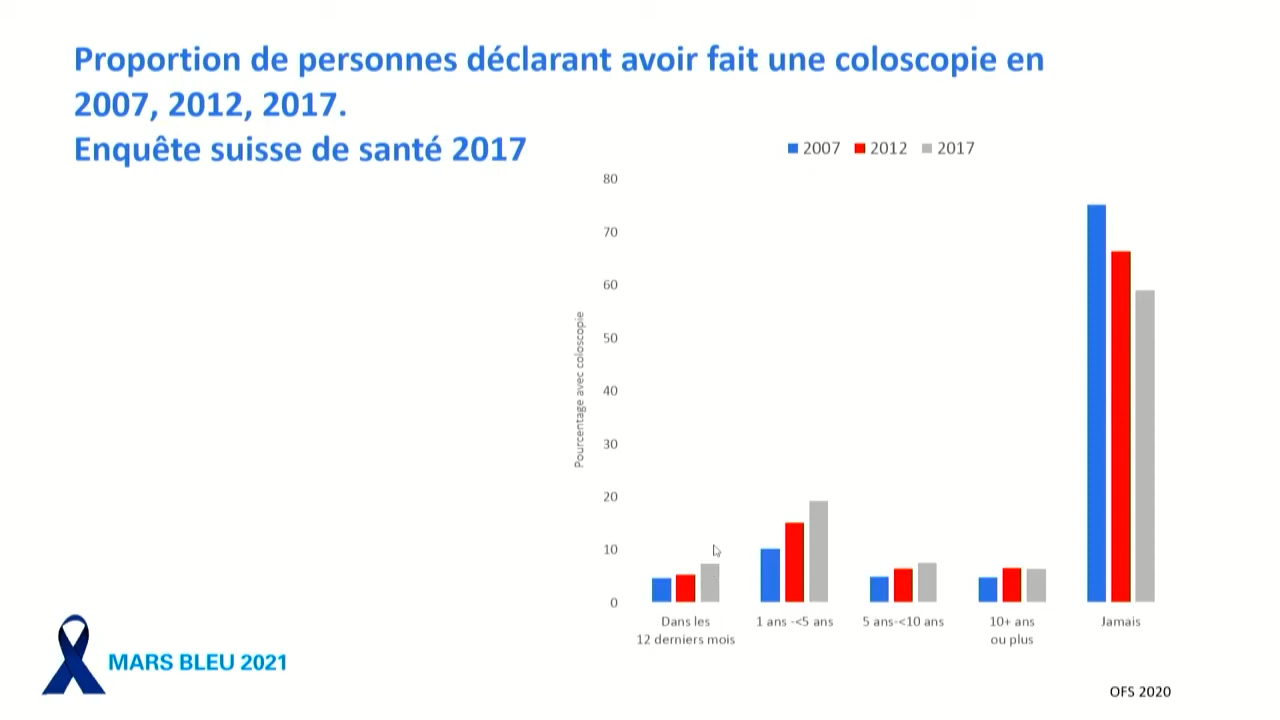 Proportion de personnes déclarant avoir fait une coloscopie en
2007, 2012, 2017.
Enquête suisse de santé 2017
2007 2012 2017
80
70
60
50
40
30
20
10
0
Pourcentage avec coloscopie
Dans les
12 derniers mois
1 ans -<5 ans
5 ans-<10 ans
10+ ans
ou plus
Jamais
MARS BLEU 2021
OFS 2020